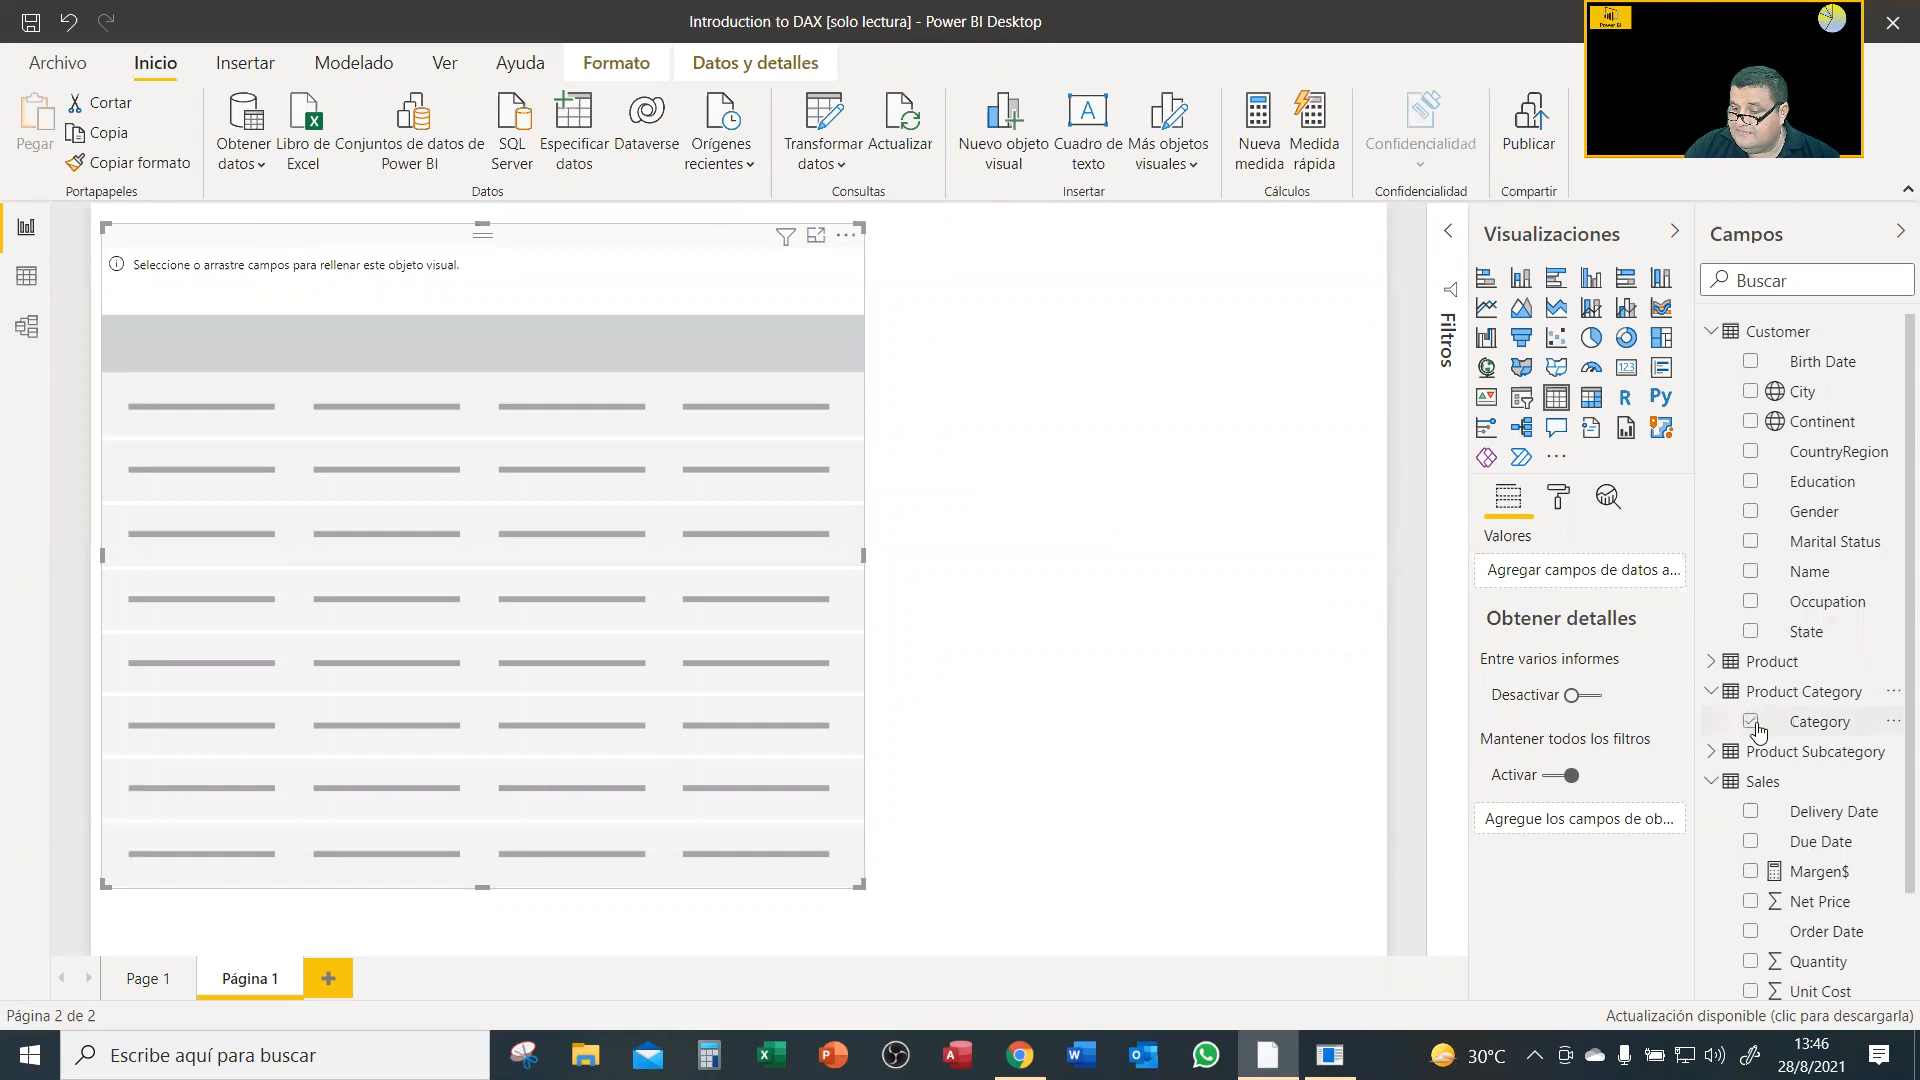 Introduction to DAX [solo lectura] - Power BI Desktop
Power BI
Archivo
Inicio
Insertar
Modelado
Ver
Ayuda
Formato
Datos y detalles
Pegar
Cortar
Copia
Copiar formato
Portapapeles
Obtener datos
Libro de Excel
Conjuntos de datos de Power BI
SQL Server
Especificar datos
Dataverse
Orígenes recientes
Datos
Transformar datos
Actualizar
Consultas
Nuevo objeto visual
Cuadro de texto
Más objetos visuales
Insertar
Nueva medida
Medida rápida
Cálculos
Confidencialidad
Confidencialidad
Publicar
Compartir
Seleccione o arrastre campos para rellenar este objeto visual.
Filtros
Visualizaciones
123
R
Py
Valores
Agregar campos de datos a...
Obtener detalles
Entre varios informes
Desactivar
Mantener todos los filtros
Activar
Agregue los campos de ob...
Campos
Buscar
Customer
Birth Date
City
Continent
CountryRegion
Education
Gender
Marital Status
Name
Occupation
State
Product
Product Category
Category
Product Subcategory
Sales
Delivery Date
Due Date
Margen$
Net Price
Order Date
Quantity
Unit Cost
Page 1
Página 1
Página 2 de 2
Actualización disponible (clic para descargarla)
Escribe aquí para buscar
30°C
13:46
28/8/2021